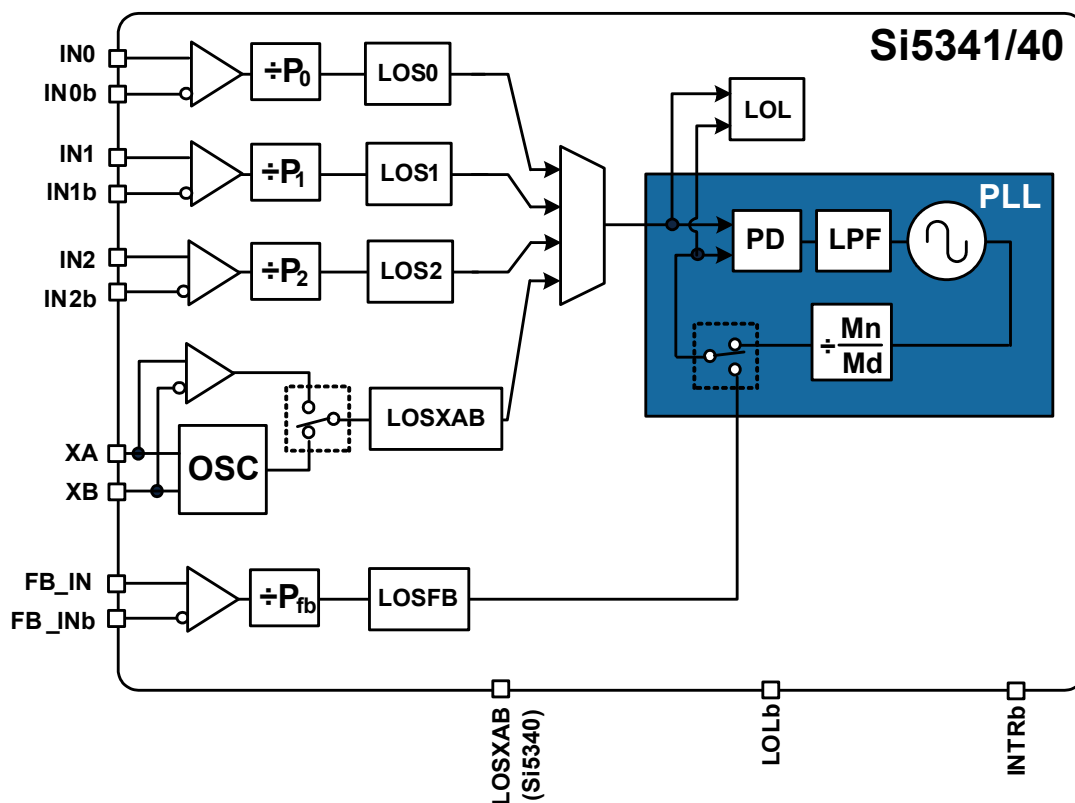 Si5341/40
IN0
IN0b
÷P0
LOS0
LOL
IN1
IN1b
÷P1
LOS1
PLL
PD
LPF
IN2
IN2b
÷P2
LOS2
÷Mn
Md
LOSXAB
XA
XB
OSC
FB_IN
FB_INb
÷Pfb
LOSFB
LOSXAB
(Si5340)
LOLb
INTRb